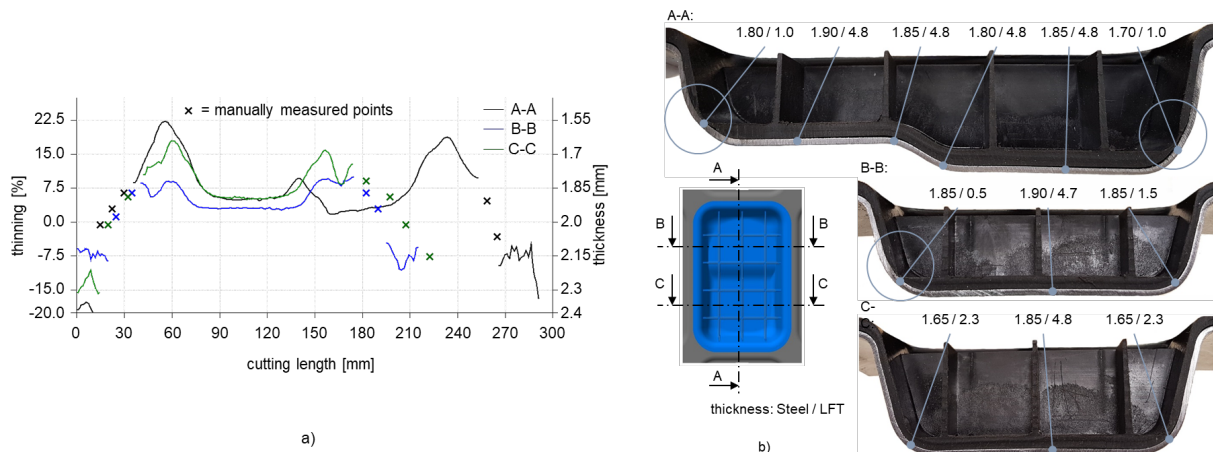 A-A:
1.80 / 1.0 1.90 / 4.8 1.85 / 4.8 1.80 / 4.8 1.85 / 4.8 1.70 / 1.0
× = manually measured points
A-A
B-B
C-C
22.5
15.0
7.5
0.0
-7.5
-15.0
-20.0
thinning [%]
1.55
1.7
1.85
2.0
2.15
2.3
2.4
thickness [mm]
0 30 60 90 120 150 180 210 240 270 300
cutting length [mm]
a)
A
B B
C C
A
thickness: Steel / LFT
b)
B-B:
1.85 / 0.5 1.90 / 4.7 1.85 / 1.5
C-
1.65 / 2.3 1.85 / 4.8 1.65 / 2.3